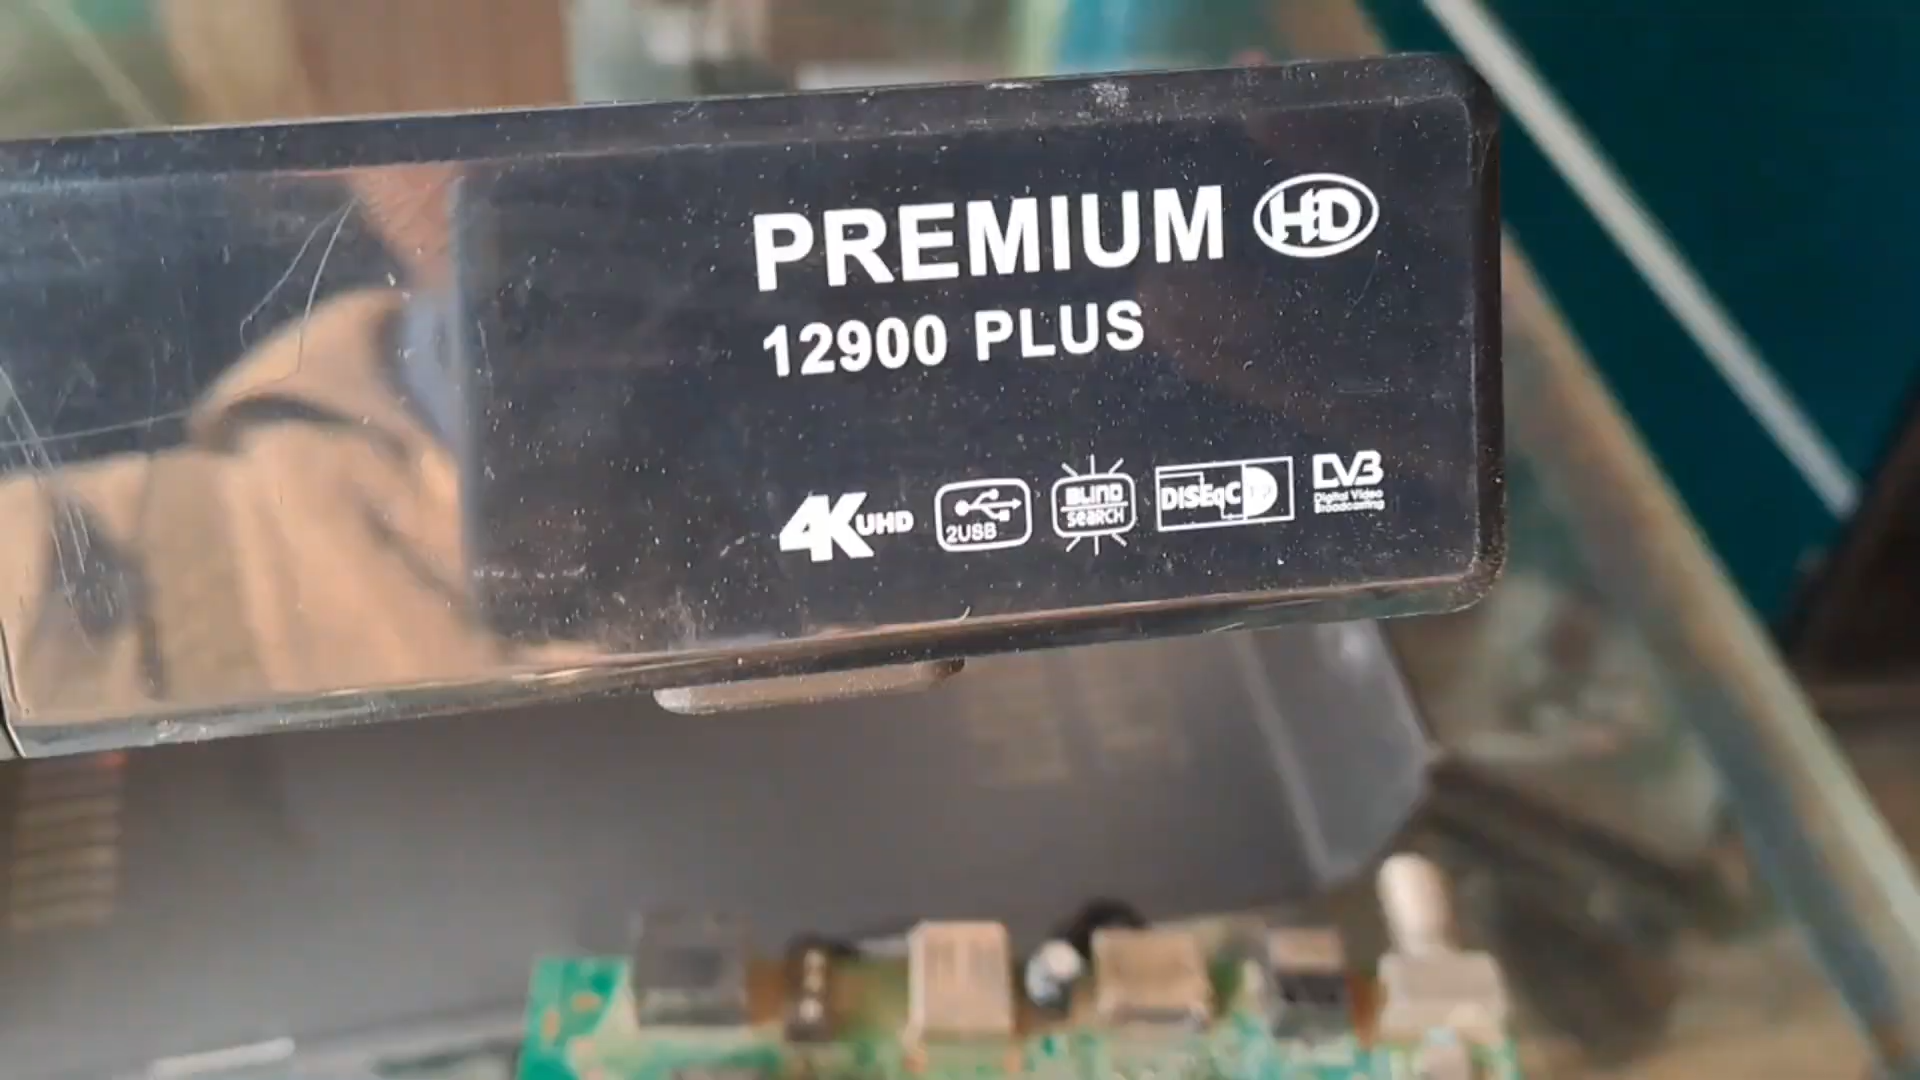 PREMIUM HD
12900 PLUS
4K UHD
2USB
BLIND
SEARCH
DiSEqC
DVB
Digital Video
Broadcasting